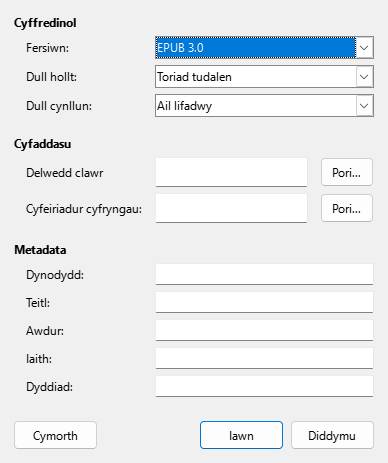 Cyffredinol
Fersiwn: EPUB 3.0
Dull hollt: Toriad tudalen
Dull cynllun: Ail lifadwy
Cyfaddasu
Delwedd clawr Pori...
Cyfeiriadur cyfryngau: Pori...
Metadata
Dynodydd:
Teitl:
Awdur:
Iaith:
Dyddiad:
Cymorth Iawn Diddymu